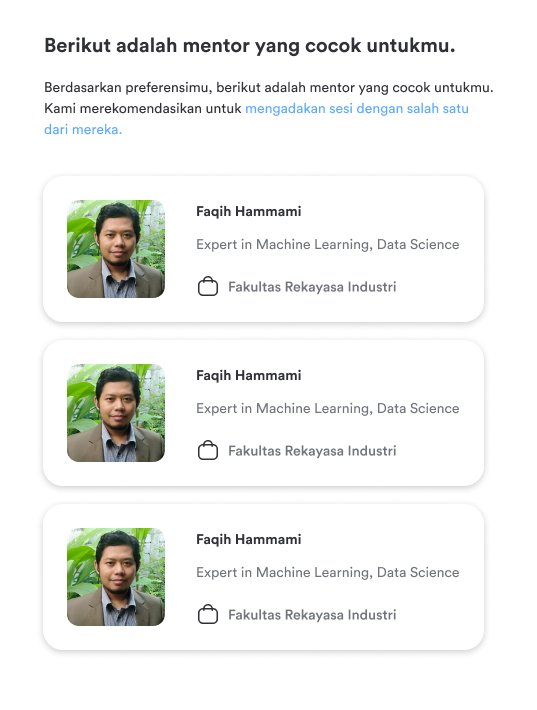 Berikut adalah mentor yang cocok untukmu.
Berdasarkan preferensimu, berikut adalah mentor yang cocok untukmu.
Kami merekomendasikan untuk mengadakan sesi dengan salah satu
dari mereka.
Faqih Hammami
Expert in Machine Learning, Data Science
Fakultas Rekayasa Industri
Faqih Hammami
Expert in Machine Learning, Data Science
Fakultas Rekayasa Industri
Faqih Hammami
Expert in Machine Learning, Data Science
Fakultas Rekayasa Industri